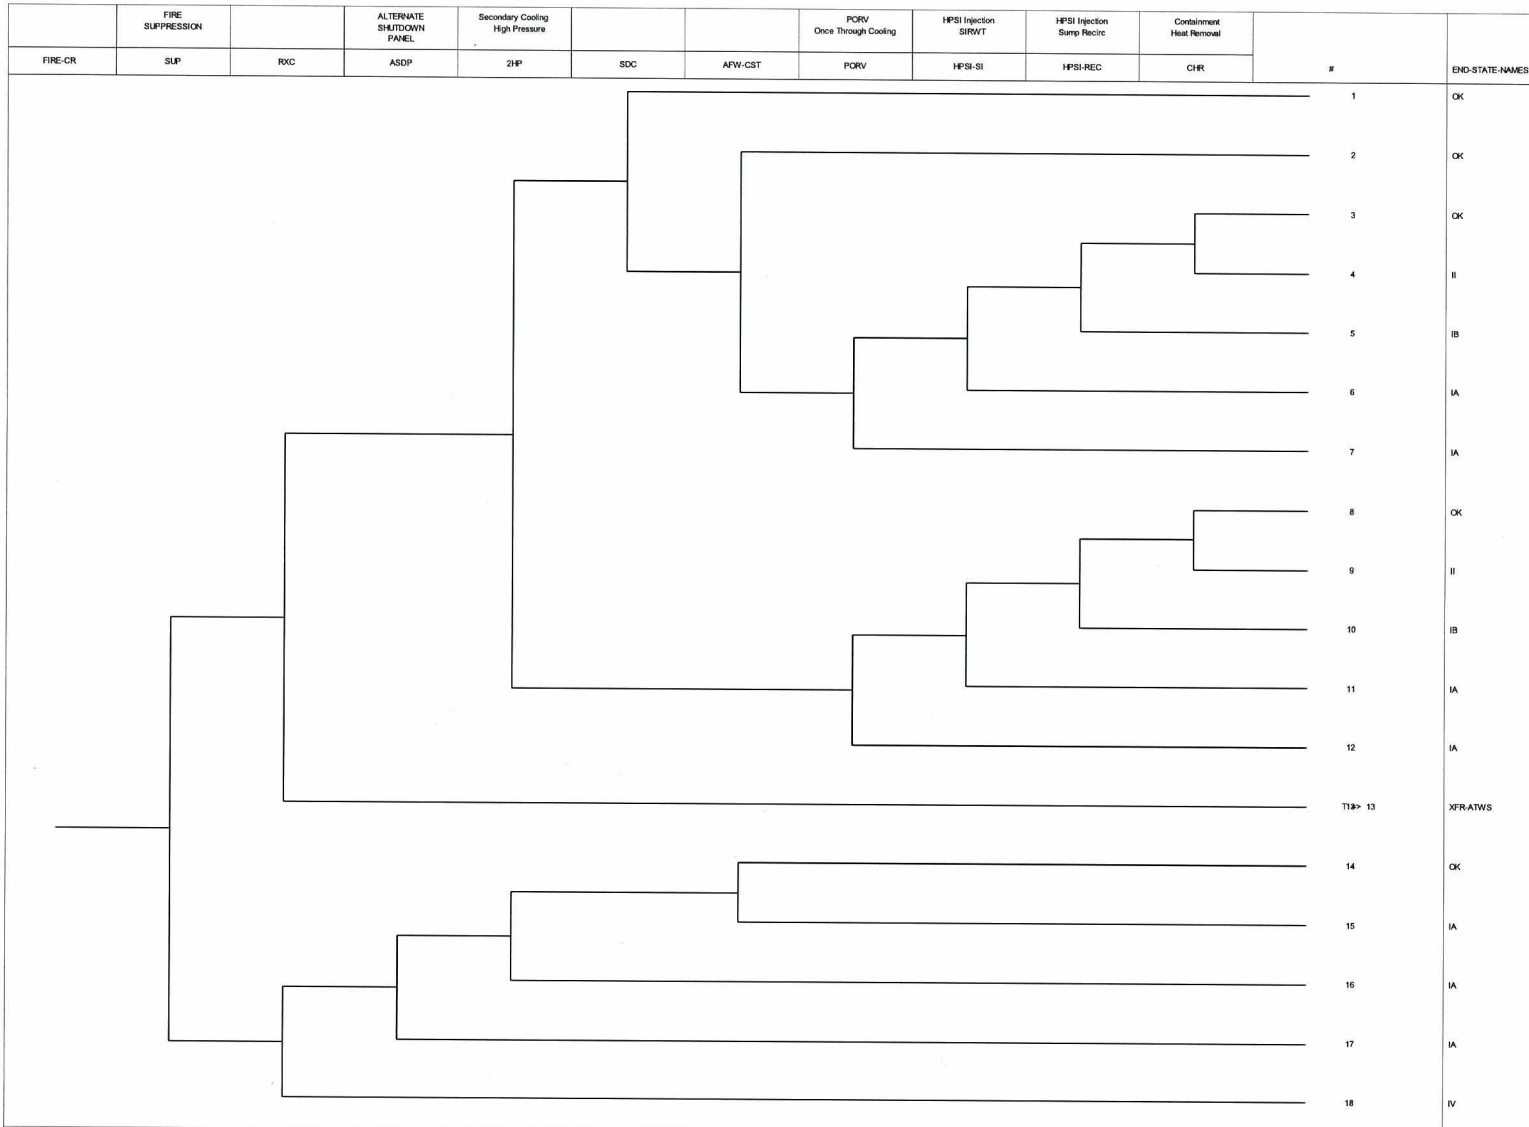 FIRE
SUPPRESSION
ALTERNATE
SHUTDOWN
PANEL
Secondary Cooling
High Pressure
PORV
Once Through Cooling
HPSI Injection
SIRWT
HPSI Injection
Sump Recirc
Containment
Heat Removal
FIRE-CR SUP RXC ASDP 2HP SDC AFW-CST PORV HPSI-SI HPSI-REC CHR # END-STATE-NAMES
1 OK
2 OK
3 OK
4 II
5 IB
6 IA
7 IA
8 OK
9 II
10 IB
11 IA
12 IA
13 XFR-ATWS
14 OK
15 IA
16 IA
17 IA
18 IV